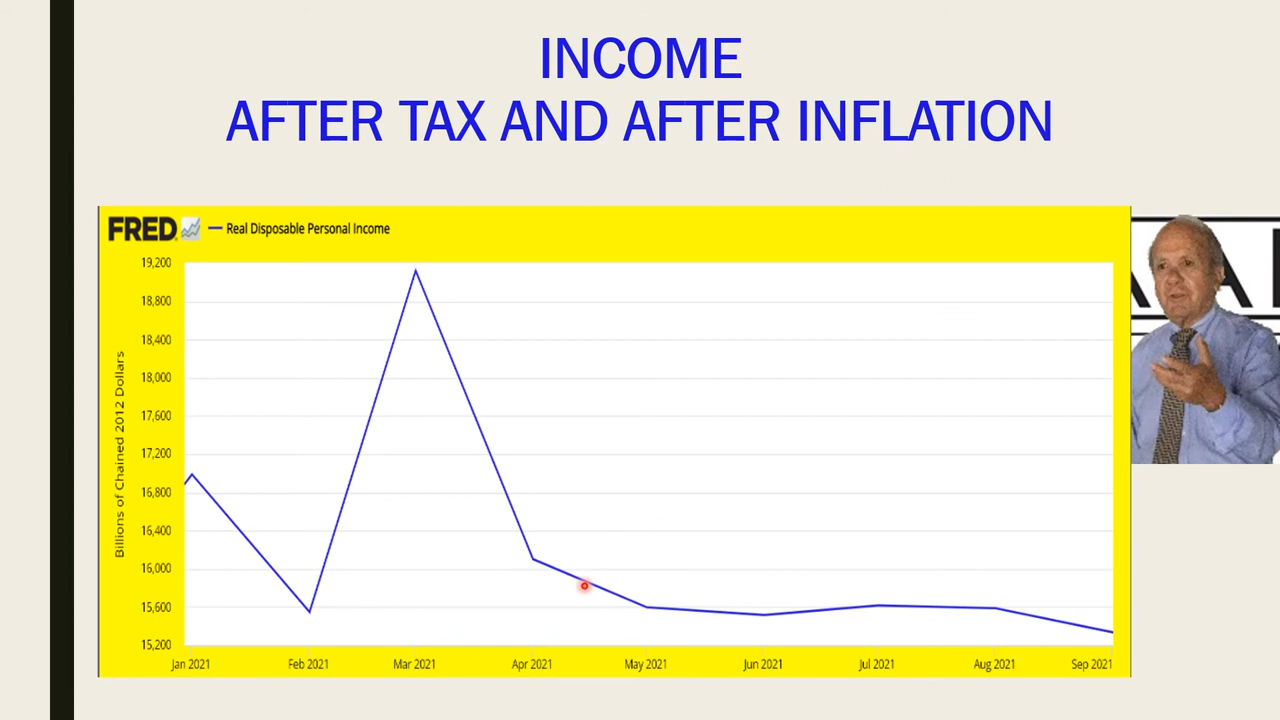 INCOME
AFTER TAX AND AFTER INFLATION
FRED — Real Disposable Personal Income
Billions of Chained 2012 Dollars
19,200
18,800
18,400
18,000
17,600
17,200
16,800
16,400
16,000
15,600
15,200
Jan 2021 Feb 2021 Mar 2021 Apr 2021 May 2021 Jun 2021 Jul 2021 Aug 2021 Sep 2021